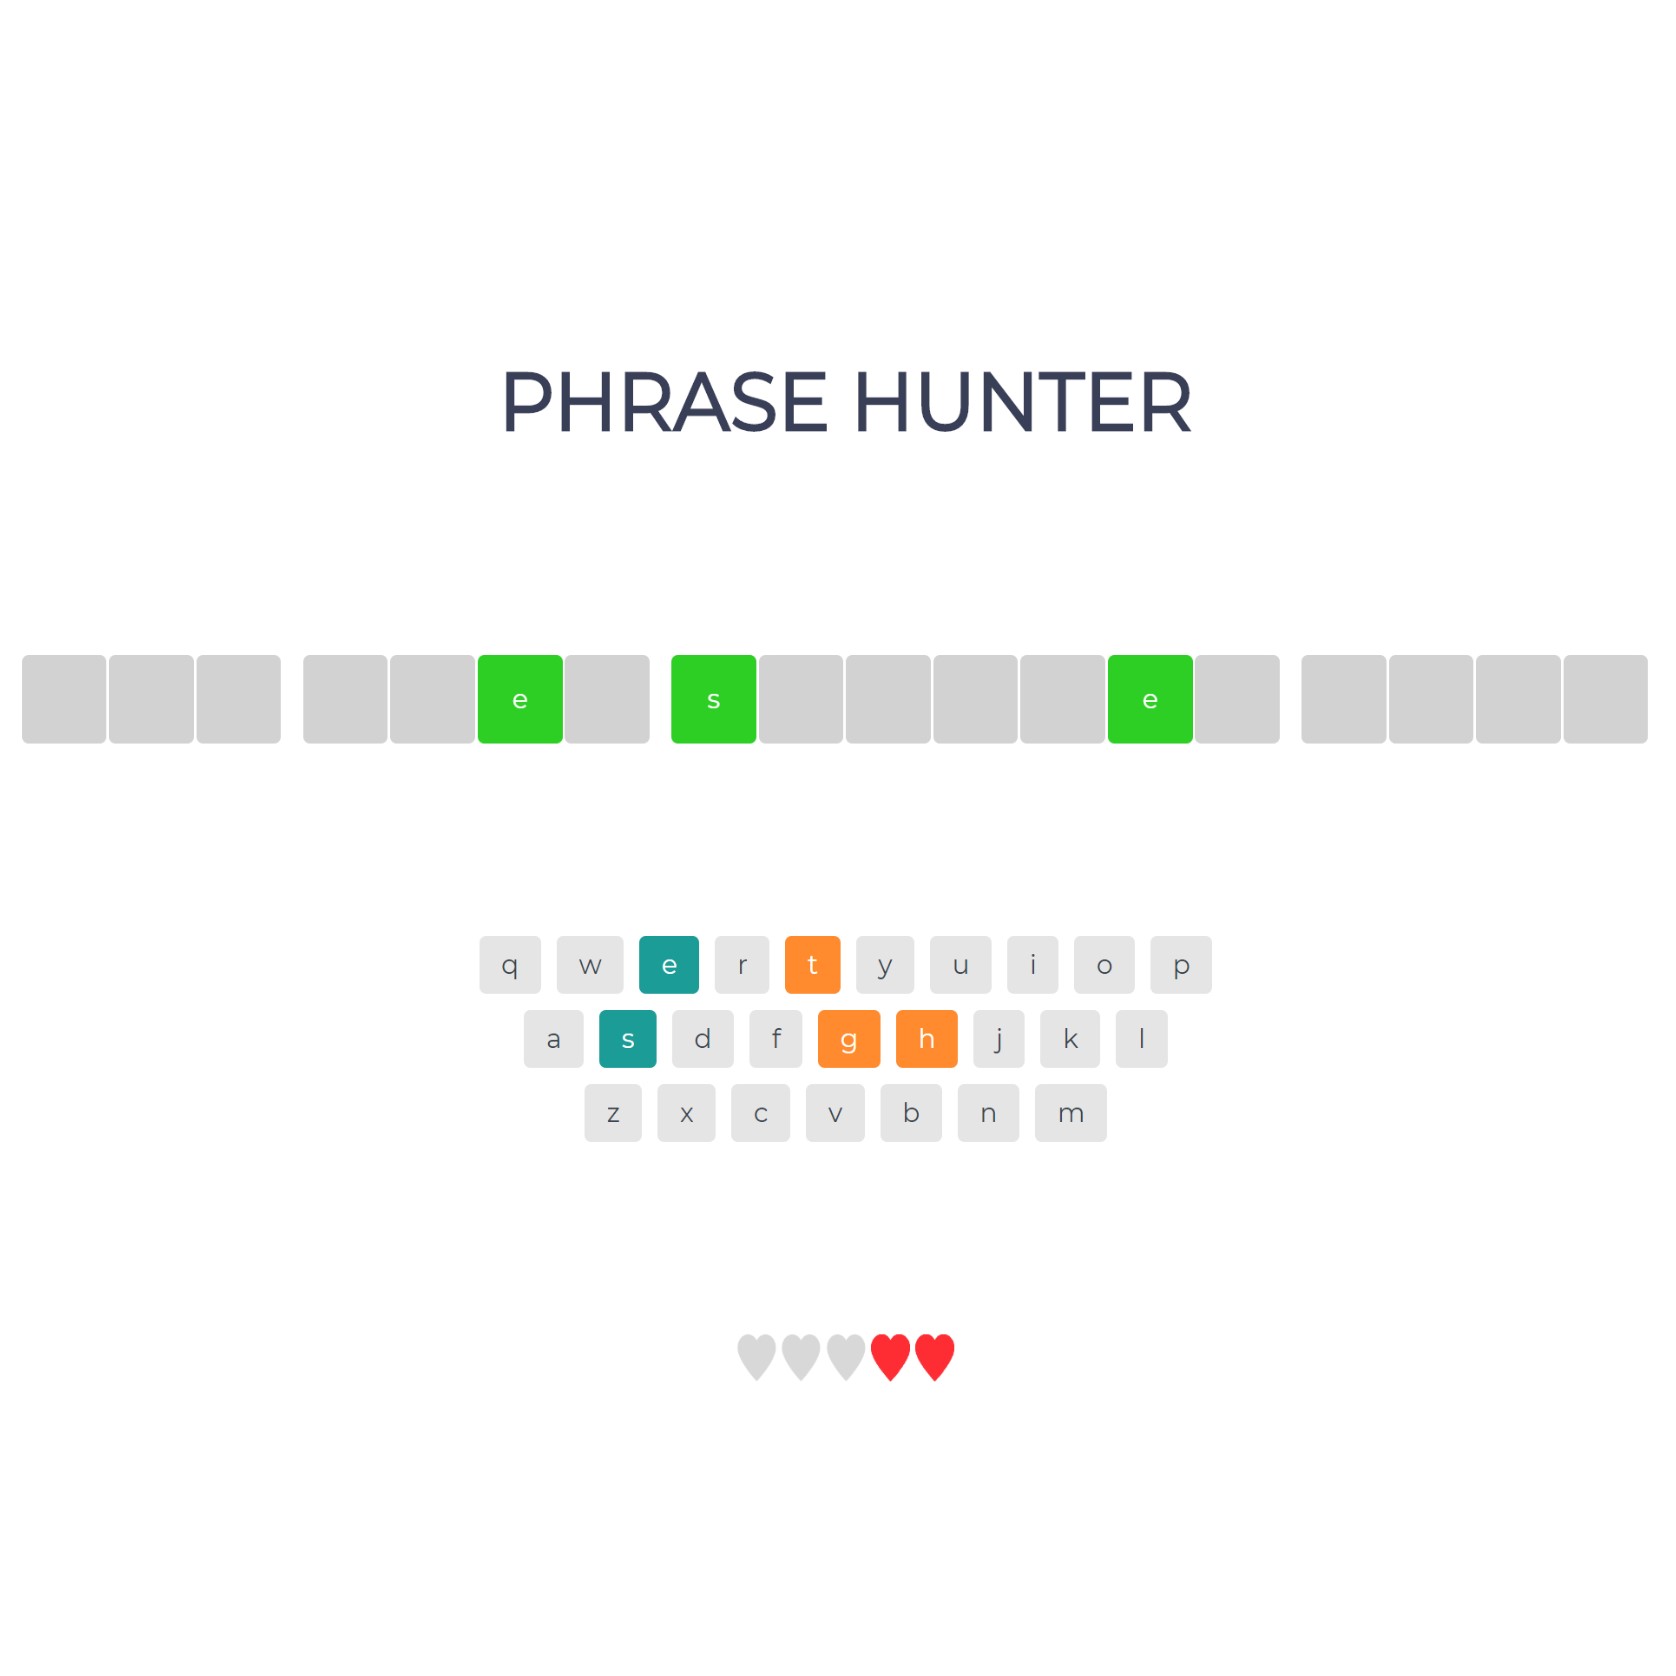 PHRASE HUNTER
e s e
q w e r t y u i o p
a s d f g h j k l
z x c v b n m